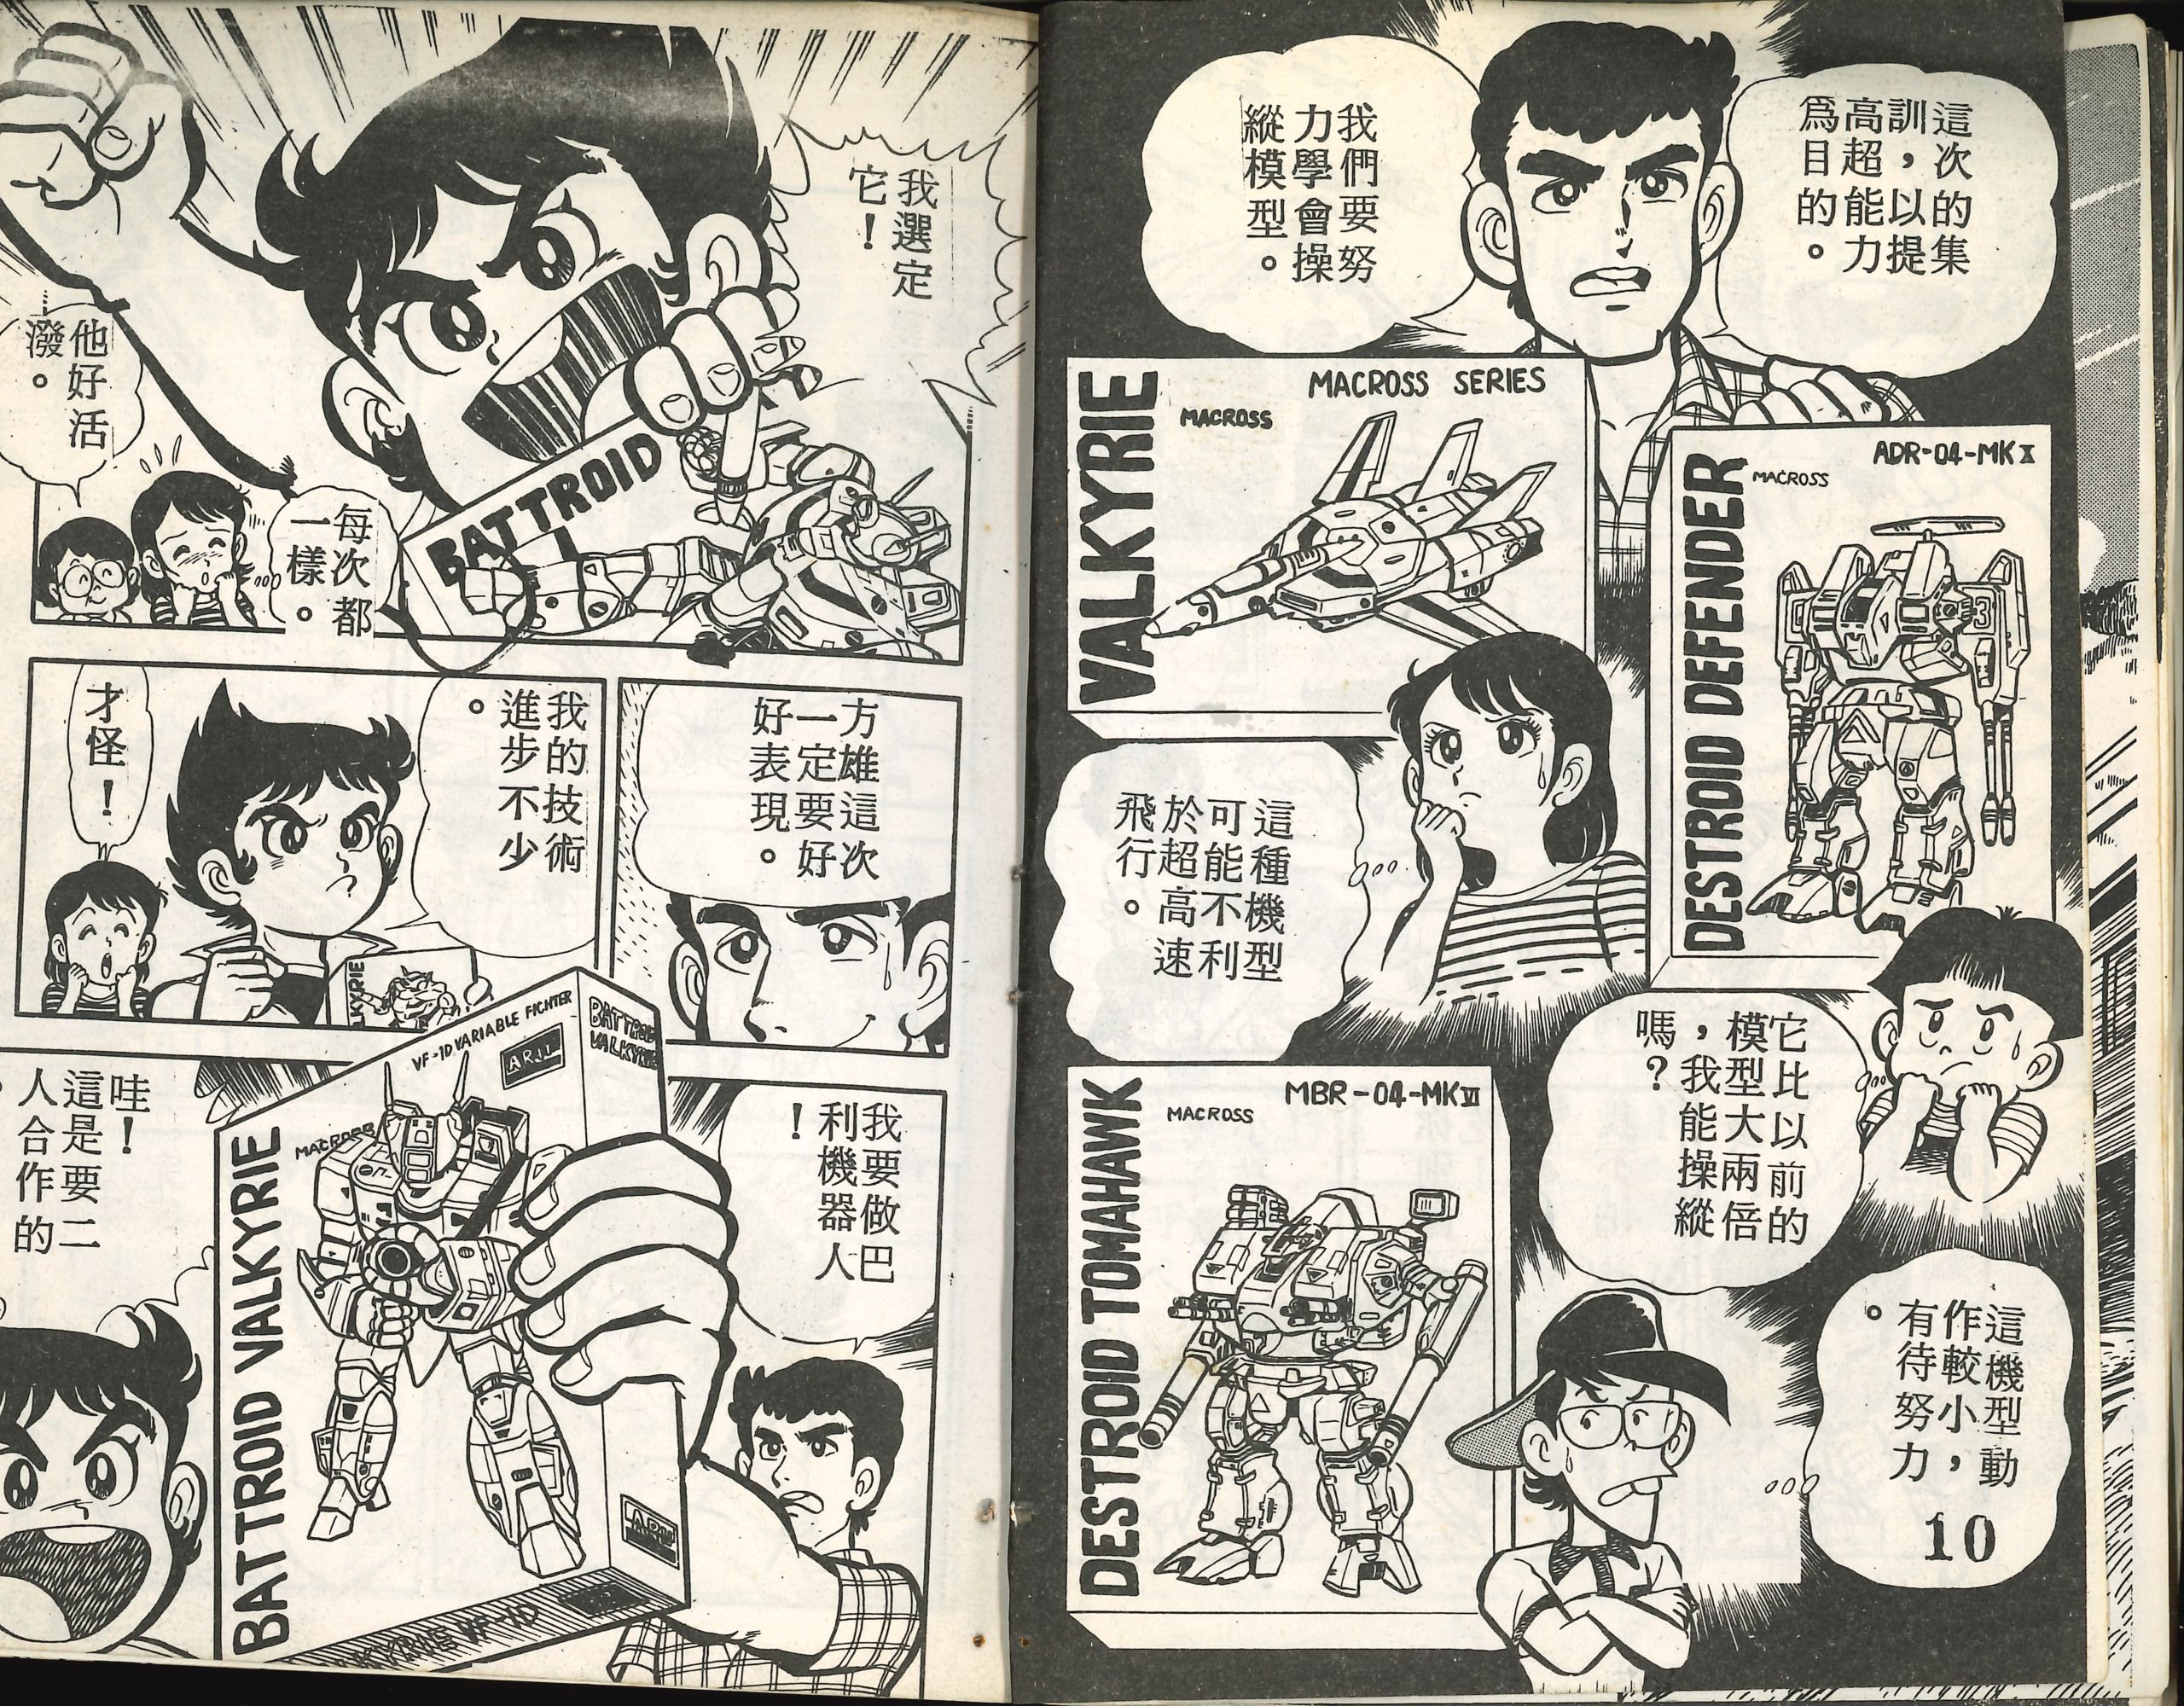 這次的集
訓，以提
高超能力
爲目的。
我們要努
力學會操
縱模型。
VALKYRIE
MACROSS SERIES
MACROSS
ADR-04-MKX
MACROSS
DESTROID DEFENDER
這種機型
可能不利
於超高速
飛行。
它比以前的
模型大兩倍
，我能操縱
嗎？
MBR-04-MKVI
MACROSS
DESTROID TOMAHAWK
這機型動
作較小，
有待努力
。
10
我選定
它！
BATTROID
他好活
潑。
每次都
一樣。
方雄這次
一定要好
好表現。
我的技術
進步不少
。
才怪！
LKYRIE
我要做巴
利機器人
！
VF-1D VARIABLE FIGHTER
ARII
BATTROID
VALKYRIE
MACROSS
BATTROID VALKYRIE
ARII
VF-1D
哇！
這是要二
人合作的